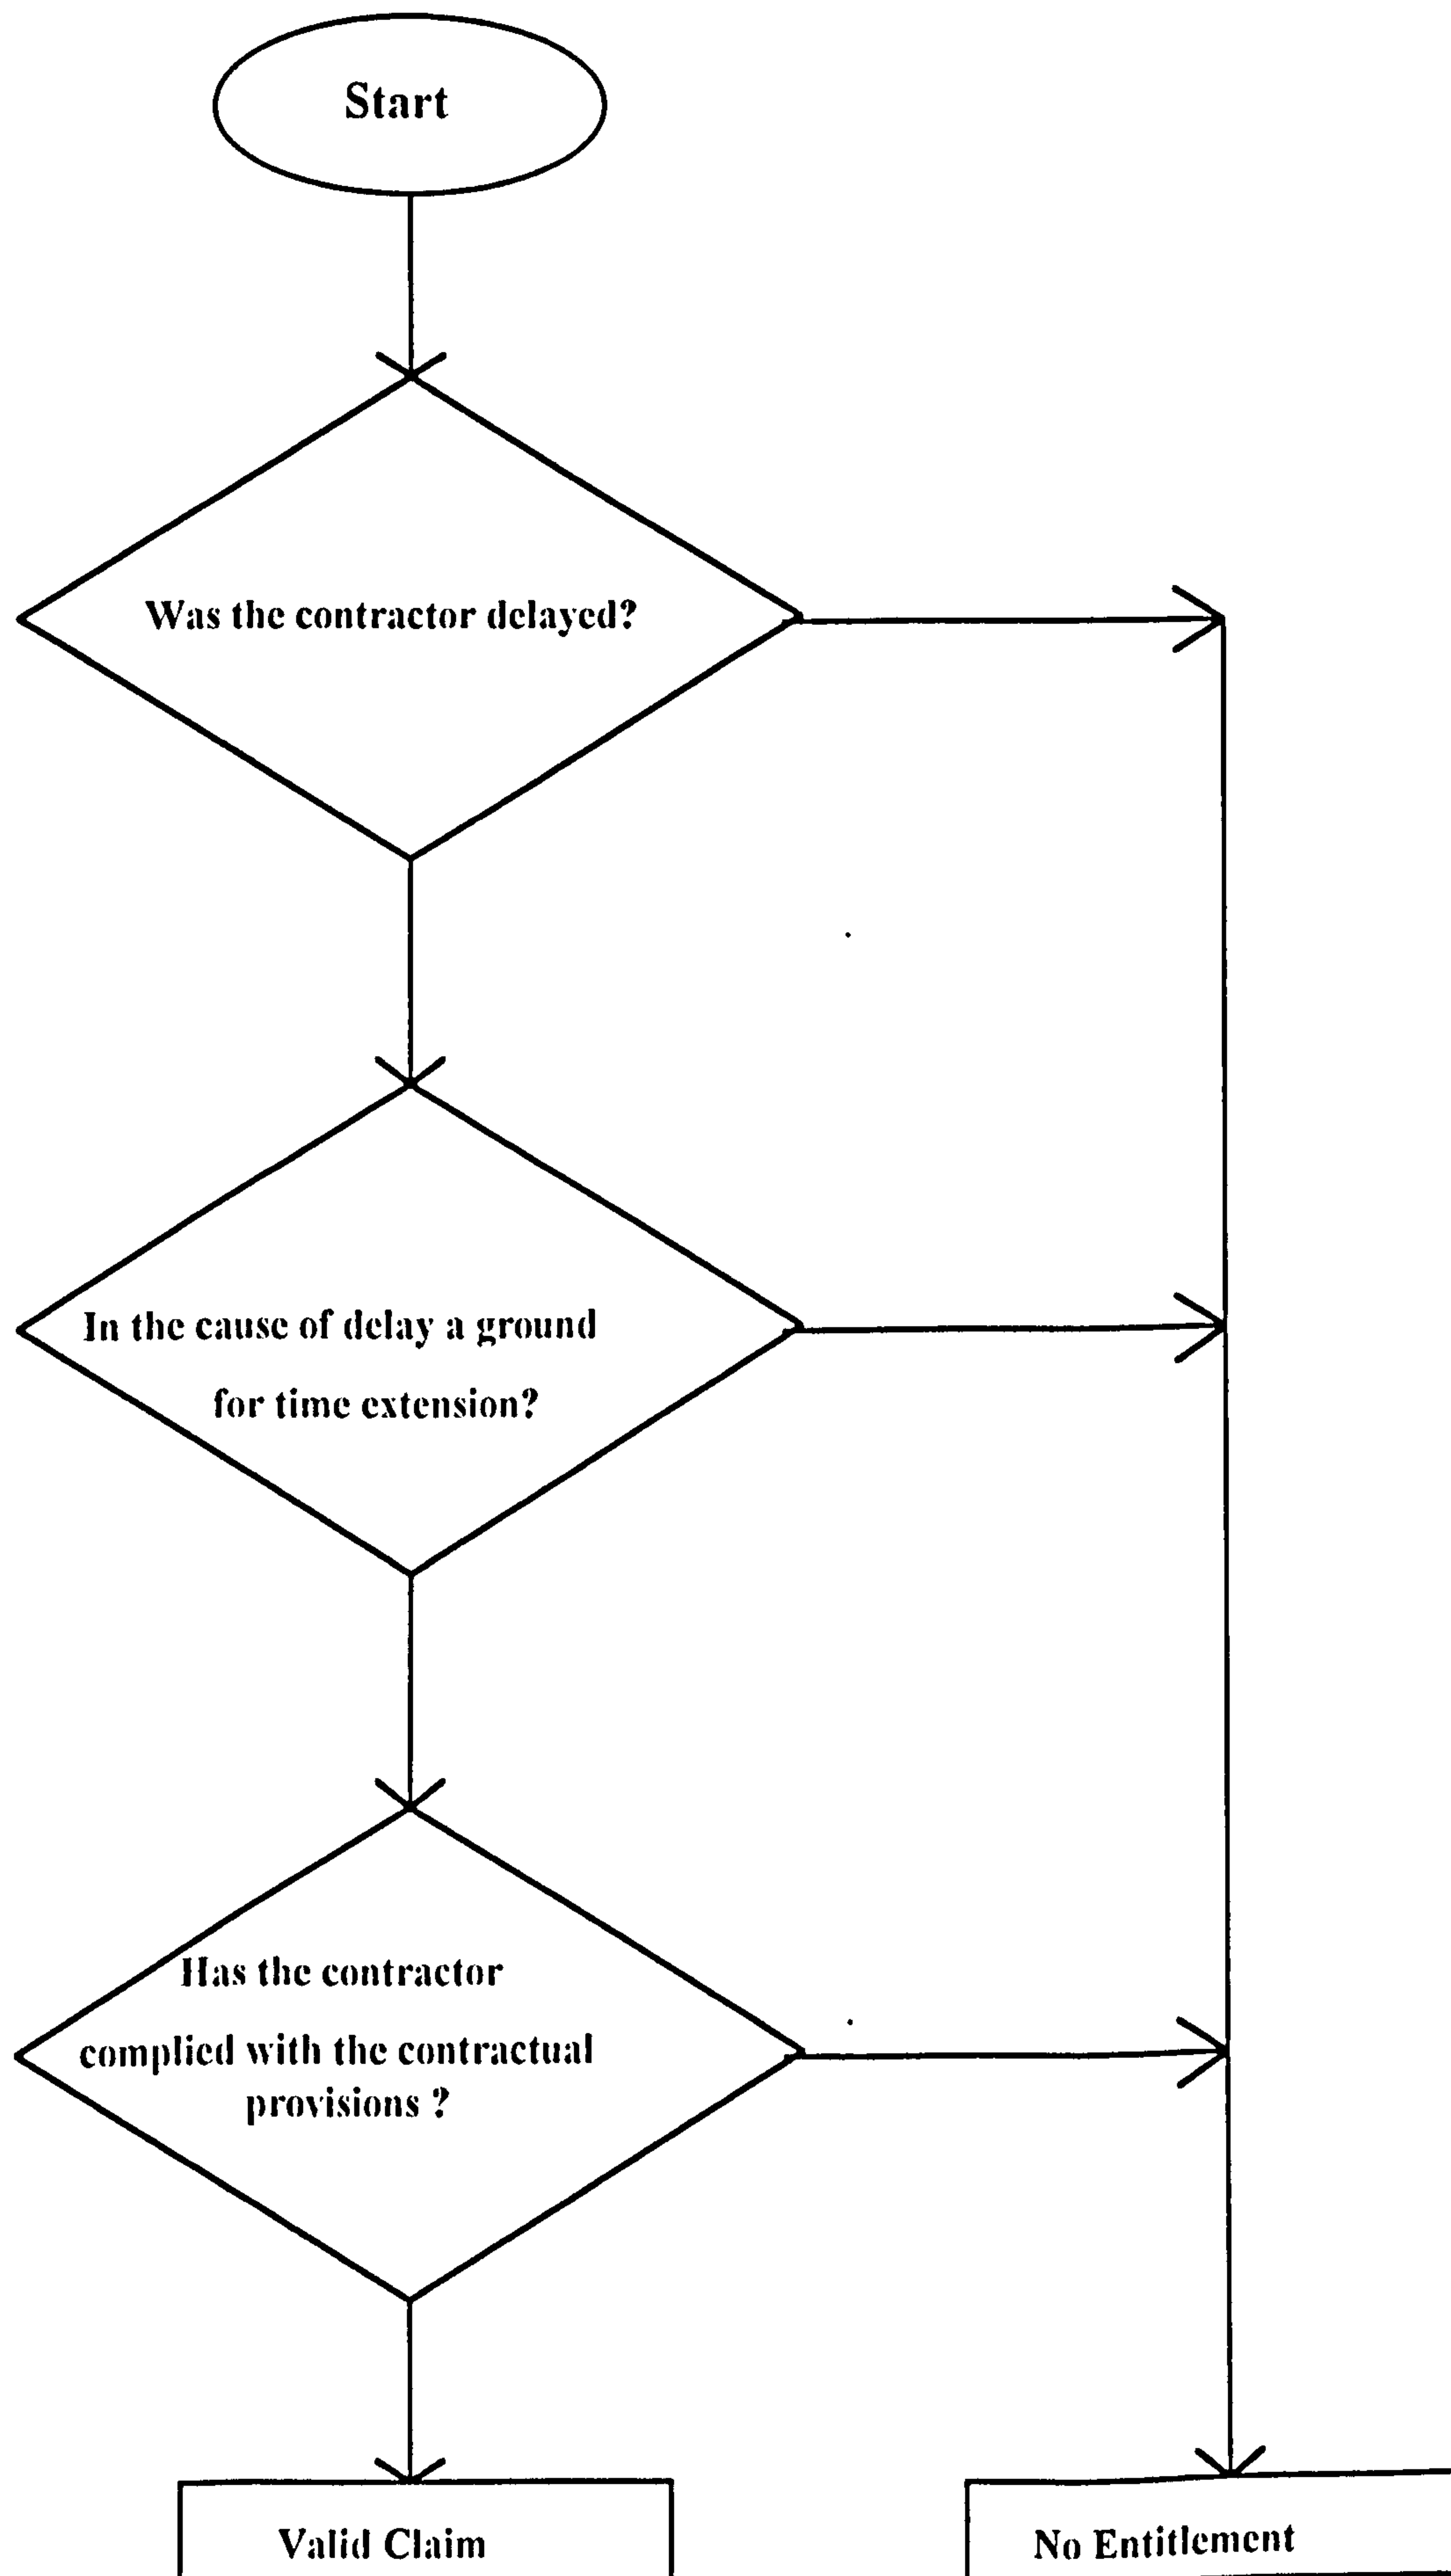 Start
Was the contractor delayed?
In the cause of delay a ground
for time extension?
Has the contractor
complied with the contractual
provisions ?
Valid Claim
No Entitlement